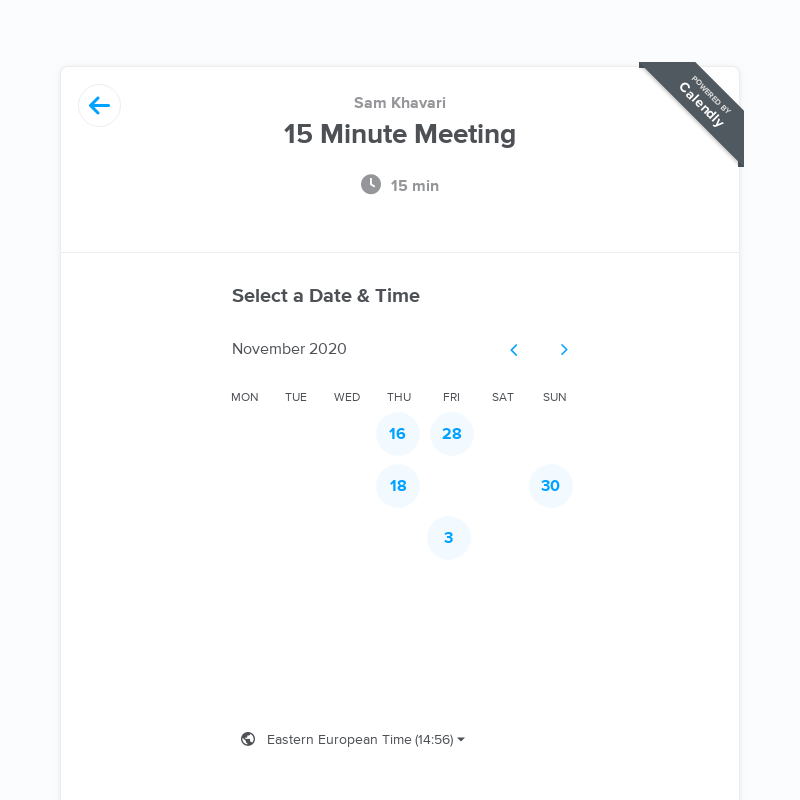 POWERED BY
Calendly
Sam Khavari
15 Minute Meeting
15 min
Select a Date & Time
November 2020
MON TUE WED THU FRI SAT SUN
16 28
18 30
3
Eastern European Time (14:56)